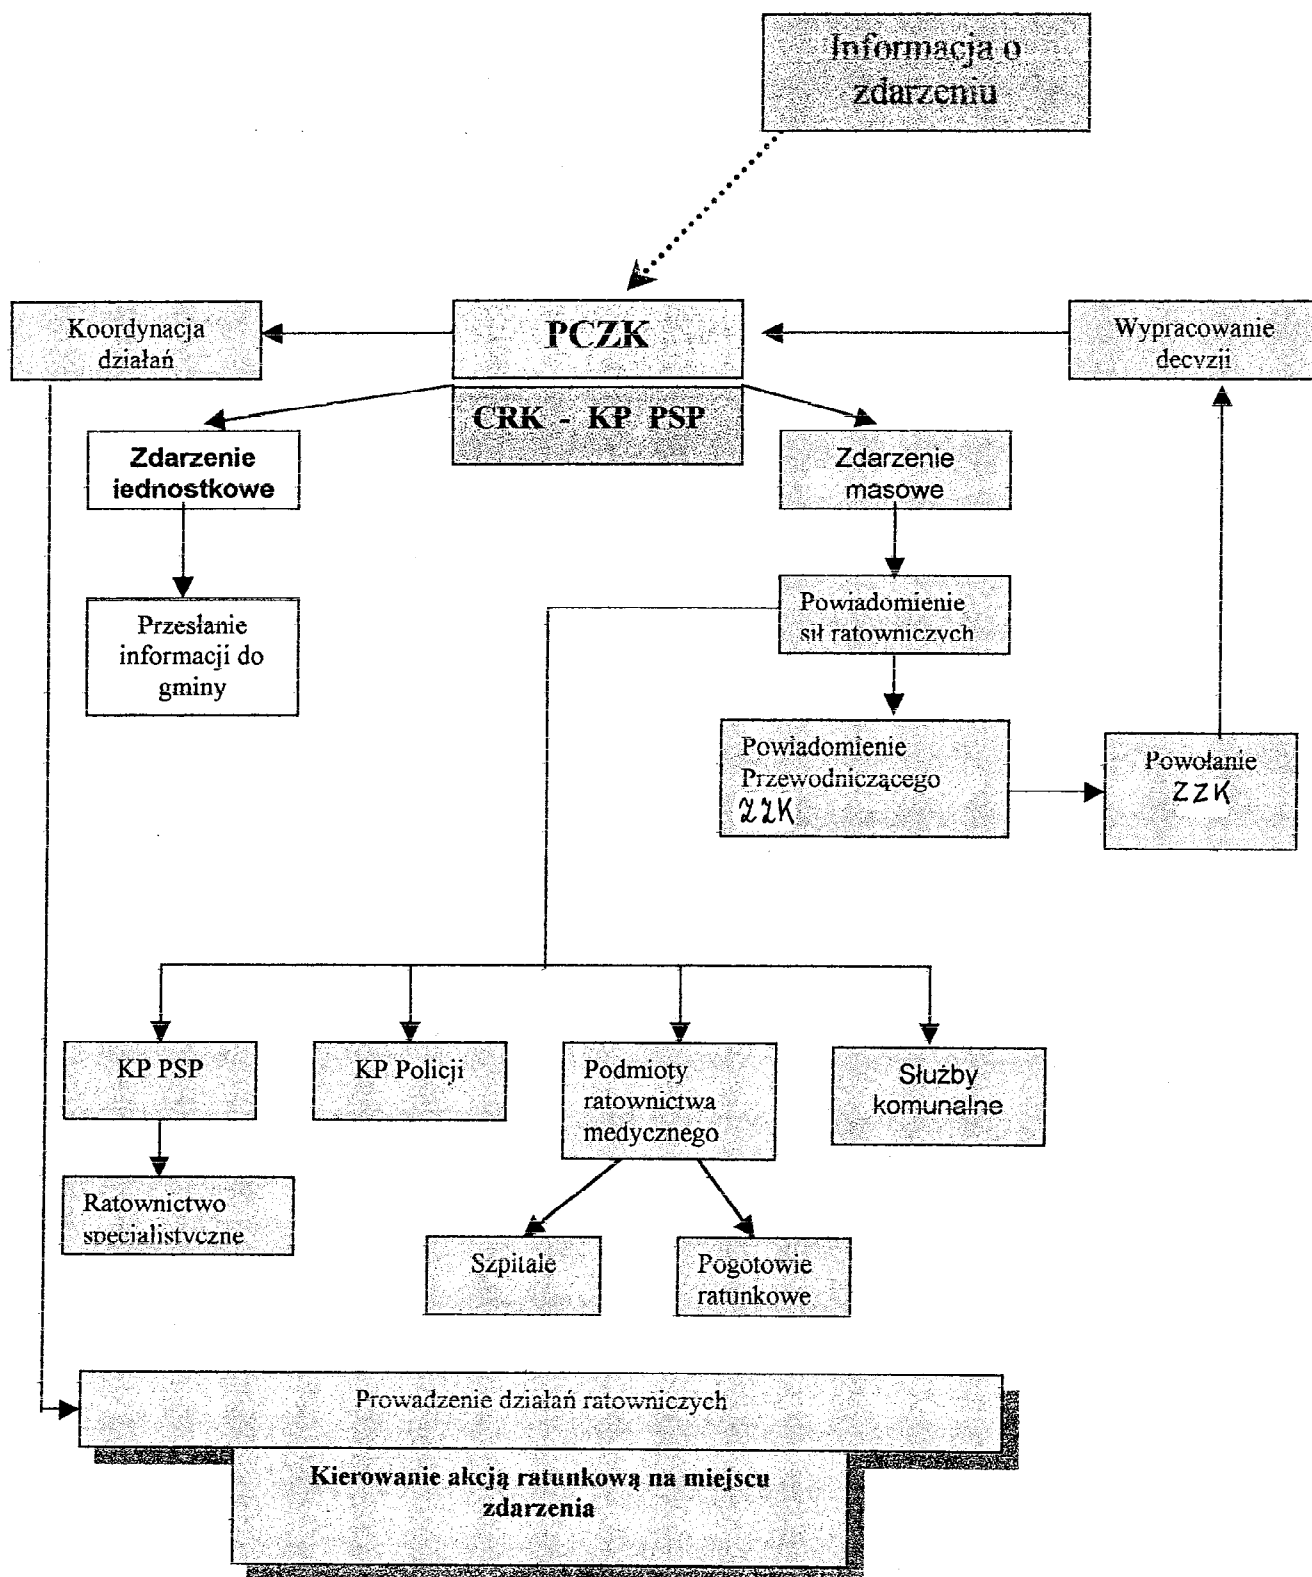 Informacja o
zdarzeniu
Koordynacja
działań
PCZK
Wypracowanie
decyzji
CRK - KP PSP
Zdarzenie
jednostkowe
Zdarzenie
masowe
Przesłanie
informacji do
gminy
Powiadomienie
sił ratowniczych
Powiadomienie
Przewodniczącego
ZZK
Powołanie
ZZK
KP PSP
KP Policji
Podmioty
ratownictwa
medycznego
Służby
komunalne
Ratownictwo
specjalistyczne
Szpitale
Pogotowie
ratunkowe
Prowadzenie działań ratowniczych
Kierowanie akcją ratunkową na miejscu
zdarzenia